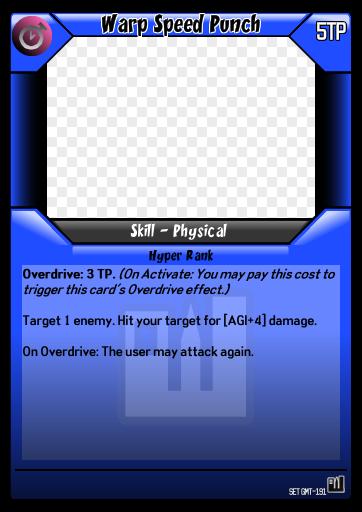 Warp Speed Punch
5TP
Skill - Physical
Hyper Rank
Overdrive: 3 TP. (On Activate: You may pay this cost to
trigger this card's Overdrive effect.)
Target 1 enemy. Hit your target for [AGI+4] damage.
On Overdrive: The user may attack again.
SET GMT-191